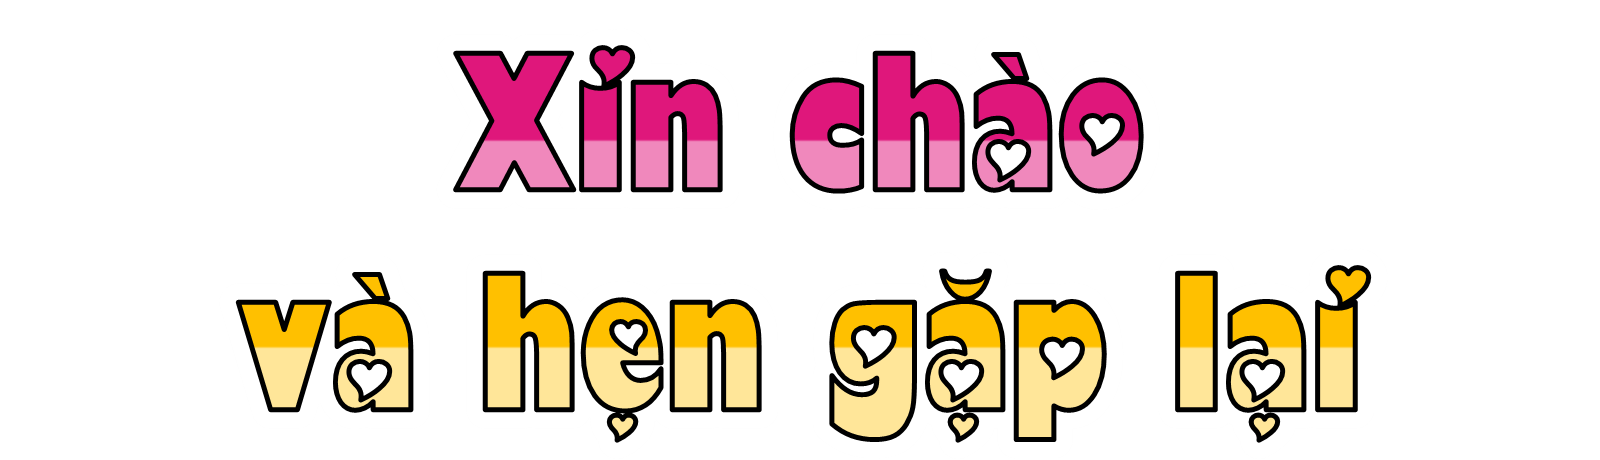 Xin chào
và hẹn gặp lại